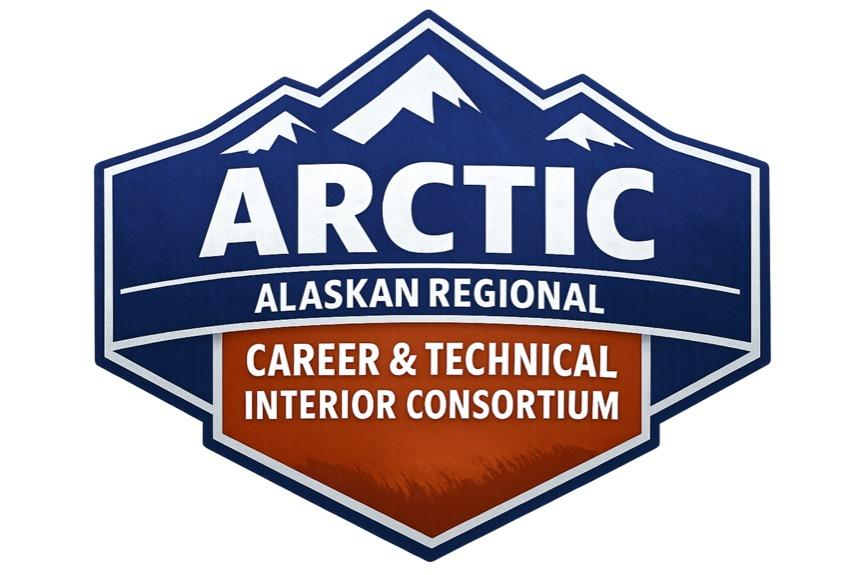 ARCTIC
ALASKAN REGIONAL
CAREER & TECHNICAL
INTERIOR CONSORTIUM